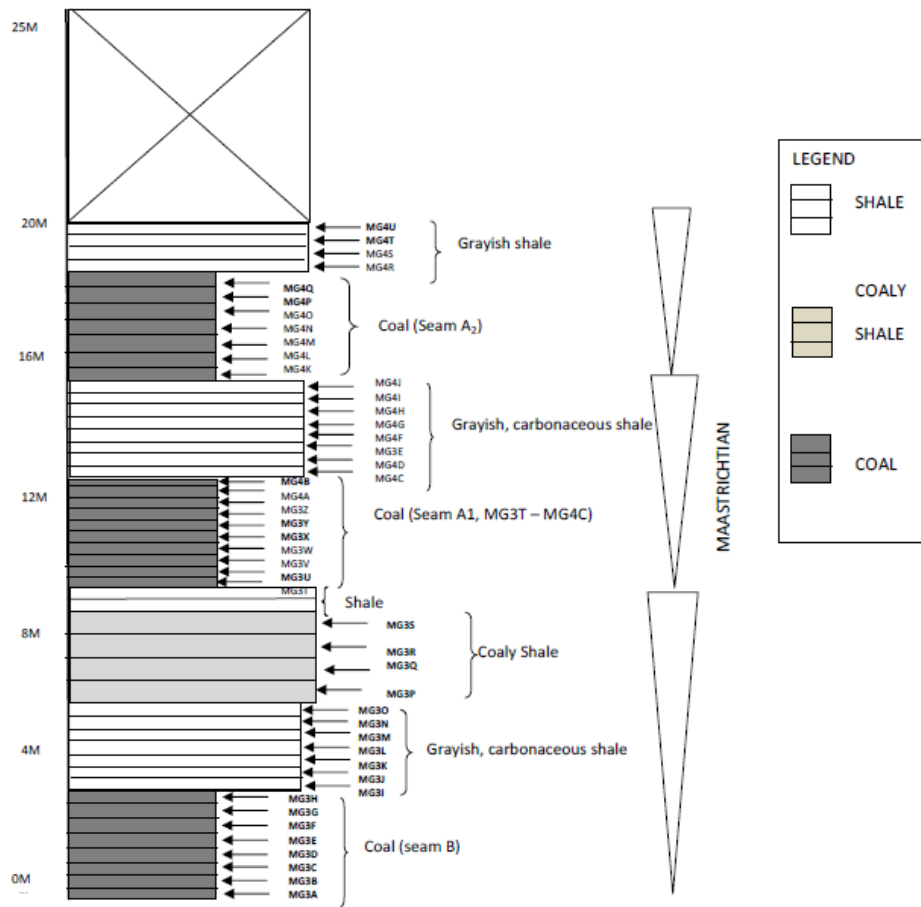 25M
20M
16M
12M
8M
4M
0M
MG4U
MG4T
MG4S
MG4R
Grayish shale
MG4Q
MG4P
MG4O
MG4N
MG4M
MG4L
MG4K
Coal (Seam A2)
MG4J
MG4I
MG4H
MG4G
MG4F
MG3E
MG4D
MG4C
Grayish, carbonaceous shale
MG4B
MG4A
MG3Z
MG3Y
MG3X
MG3W
MG3V
MG3U
MG3T
Coal (Seam A1, MG3T – MG4C)
Shale
MG3S
MG3R
MG3Q
MG3P
Coaly Shale
MG3O
MG3N
MG3M
MG3L
MG3K
MG3J
MG3I
Grayish, carbonaceous shale
MG3H
MG3G
MG3F
MG3E
MG3D
MG3C
MG3B
MG3A
Coal (seam B)
MAASTRICHTIAN
LEGEND
SHALE
COALY
SHALE
COAL